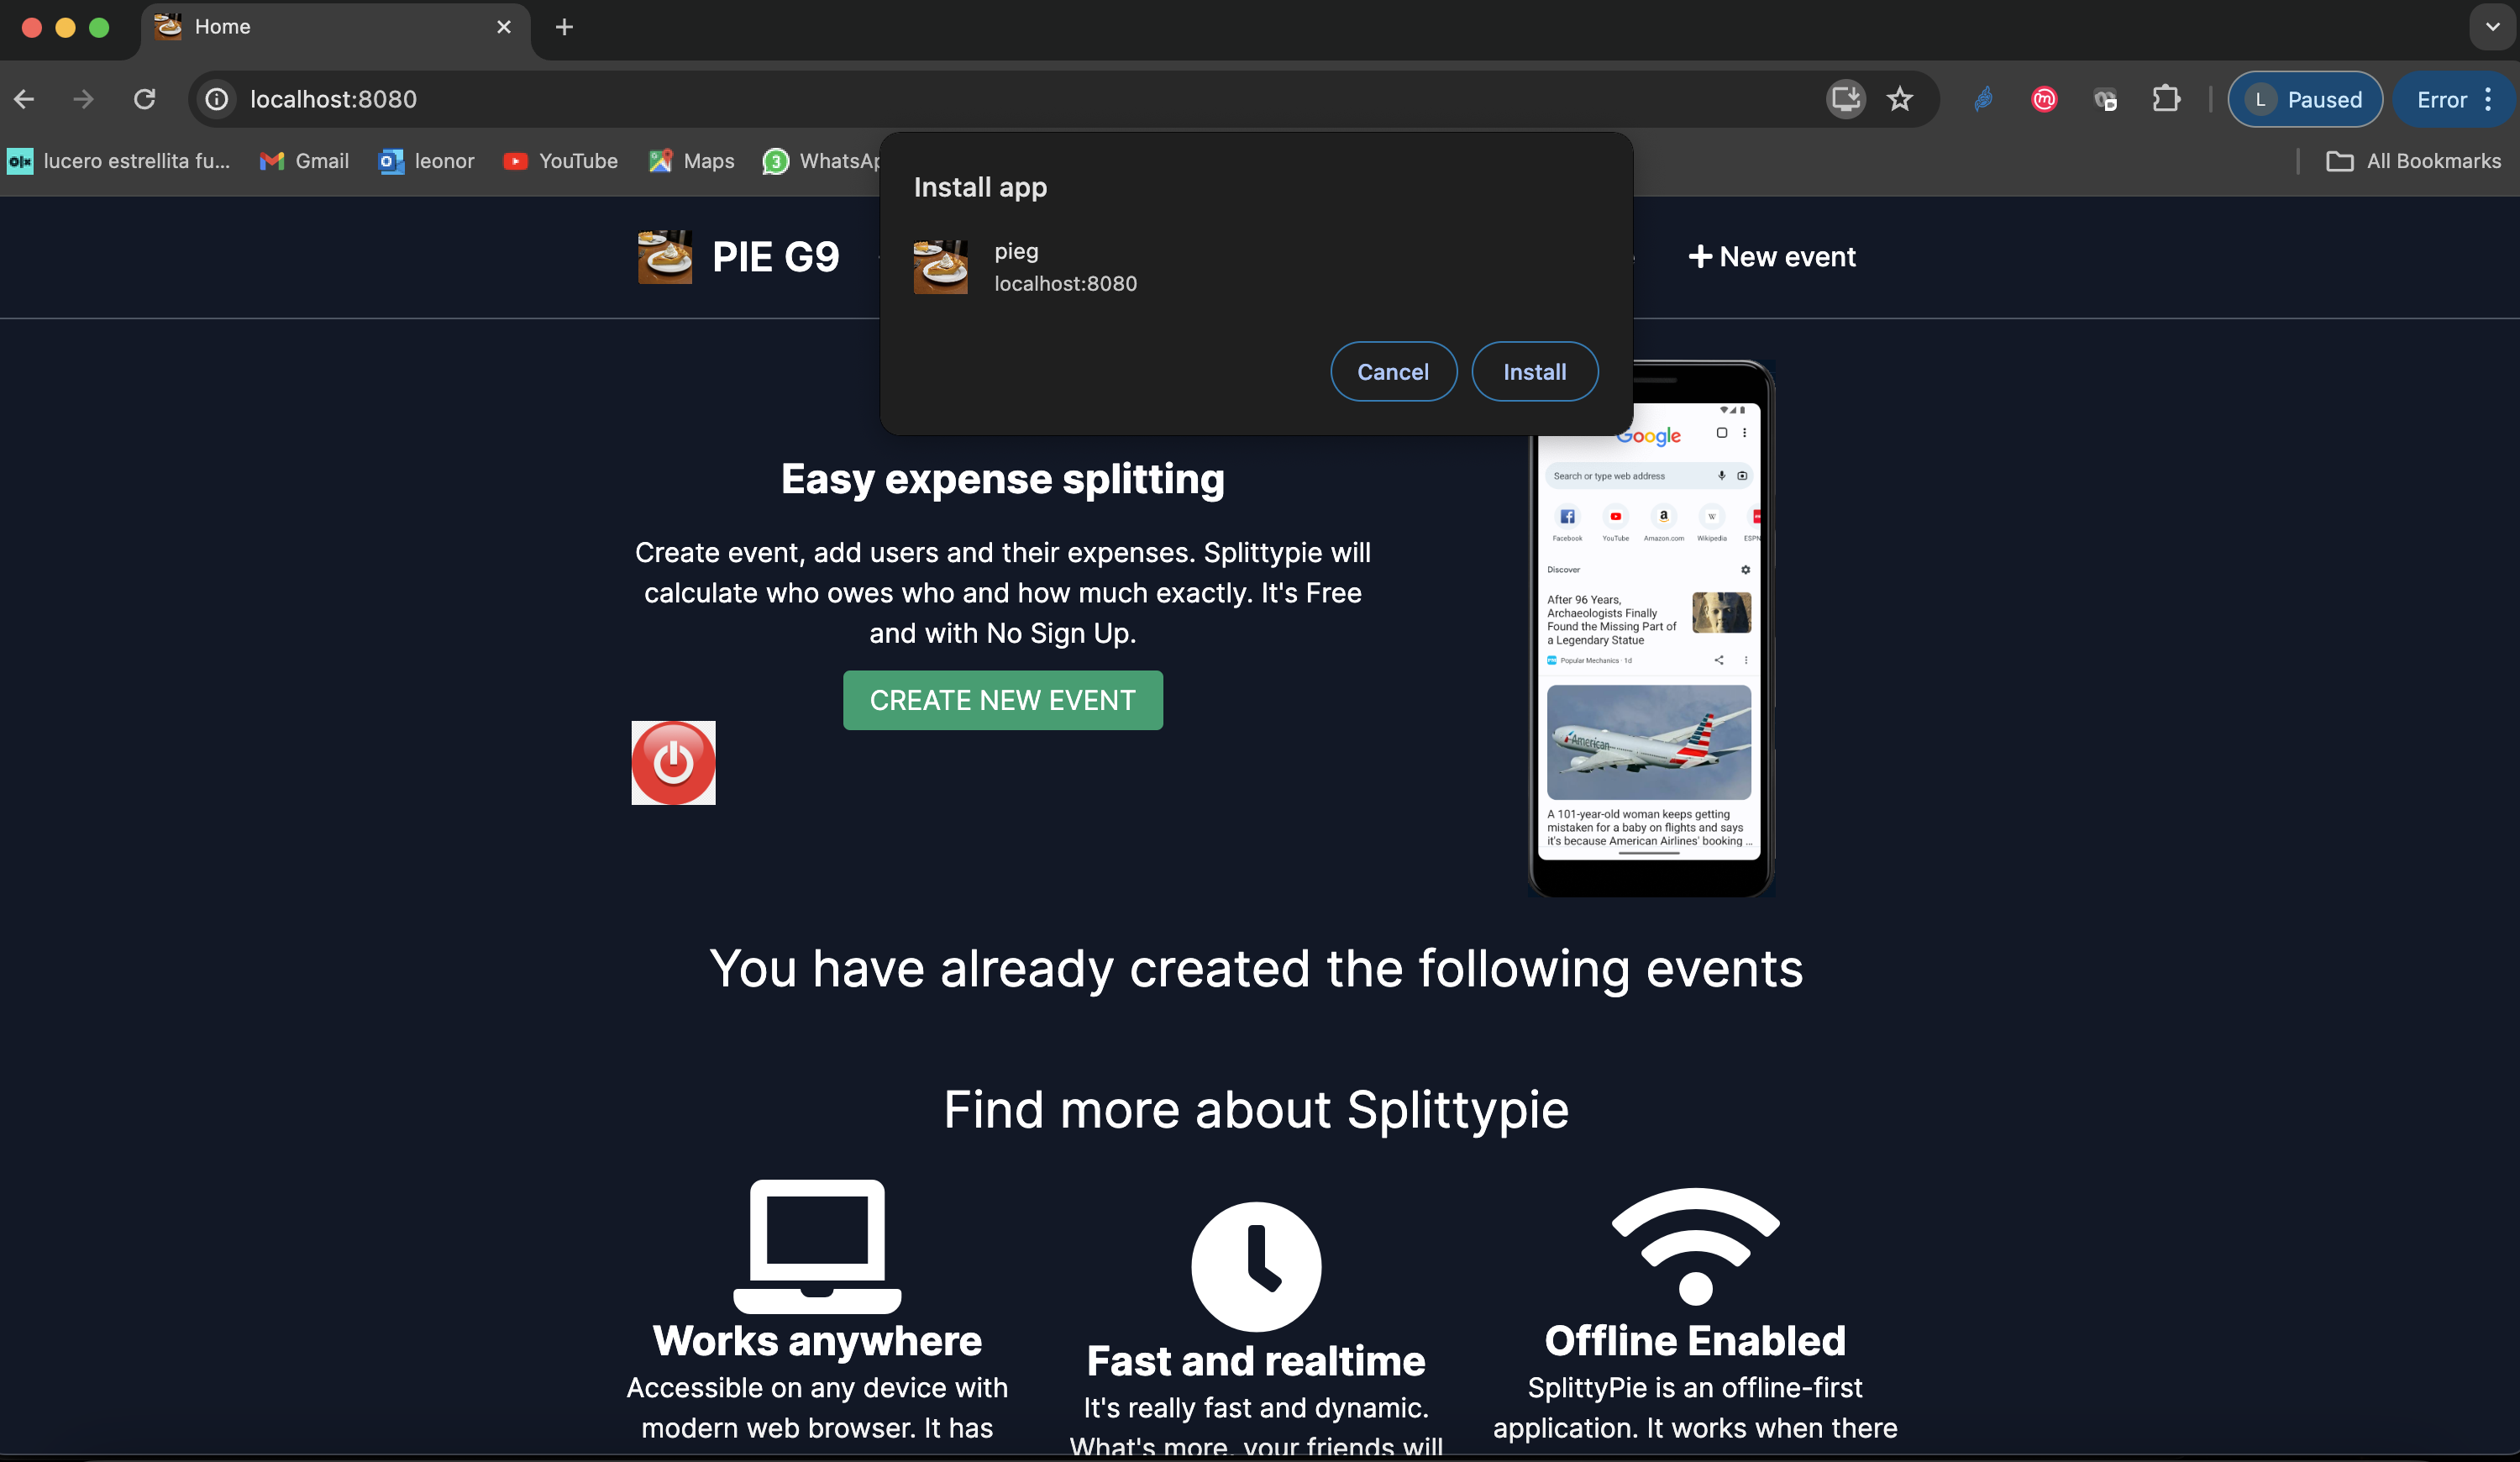 Home
localhost:8080
L Paused
Error
lucero estrellita fu...
Gmail
leonor
YouTube
Maps
3
WhatsAp
All Bookmarks
Install app
pieg
localhost:8080
Cancel
Install
PIE G9
New event
Easy expense splitting
Create event, add users and their expenses. Splittypie will
calculate who owes who and how much exactly. It's Free
and with No Sign Up.
CREATE NEW EVENT
Google
Search or type web address
Facebook
YouTube
Amazon.com
Wikipedia
ESPN
Discover
After 96 Years,
Archaeologists Finally
Found the Missing Part of
a Legendary Statue
Popular Mechanics · 1d
American
A 101-year-old woman keeps getting
mistaken for a baby on flights and says
it's because American Airlines' booking ...
You have already created the following events
Find more about Splittypie
Works anywhere
Accessible on any device with
modern web browser. It has
Fast and realtime
It's really fast and dynamic.
What's more, your friends will
Offline Enabled
SplittyPie is an offline-first
application. It works when there